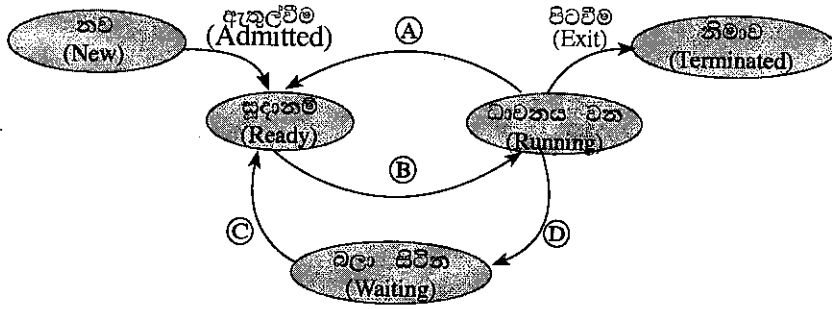 නව
(New)
ඇතුල්වීම
(Admitted)
A
පිටවීම
(Exit)
නිමාව
(Terminated)
සූදානම්
(Ready)
ධාවනය වන
(Running)
B
C
D
බලා සිටින
(Waiting)